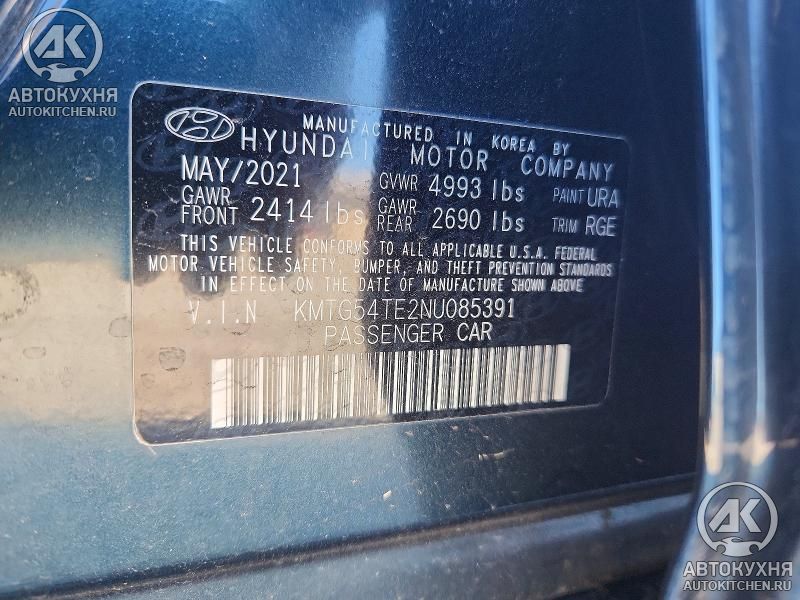 AK
АВТОКУХНЯ
AUTOKITCHEN.RU
MANUFACTURED IN KOREA BY
HYUNDAI MOTOR COMPANY
MAY/2021 GVWR 4993 lbs PAINT URA
GAWR FRONT 2414 lbs GAWR REAR 2690 lbs TRIM RGE
THIS VEHICLE CONFORMS TO ALL APPLICABLE U.S.A. FEDERAL
MOTOR VEHICLE SAFETY, BUMPER, AND THEFT PREVENTION STANDARDS
IN EFFECT ON THE DATE OF MANUFACTURE SHOWN ABOVE
V.I.N KMTG54TE2NU085391
PASSENGER CAR
AK
АВТОКУХНЯ
AUTOKITCHEN.RU